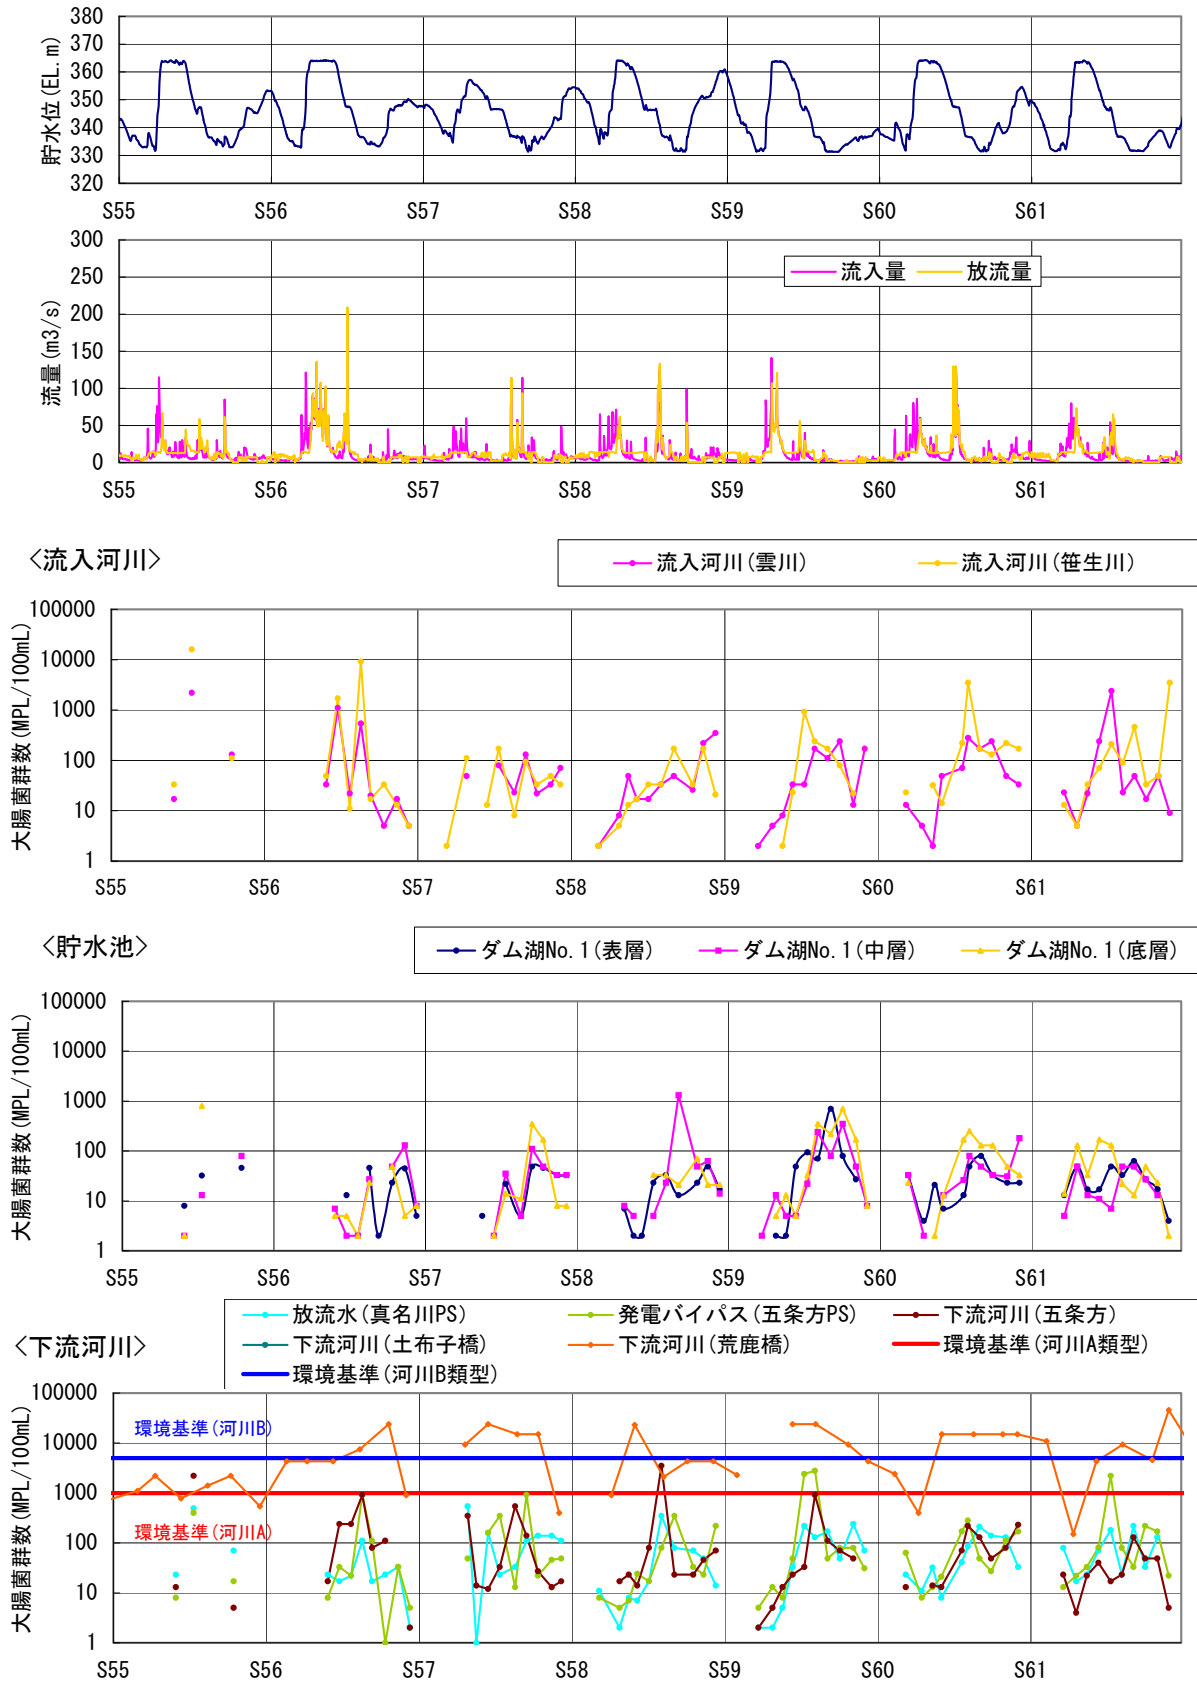 380
370
360
350
340
330
320
貯水位(EL.m)
S55 S56 S57 S58 S59 S60 S61
300
250
200
150
100
50
0
流量(m3/s)
流入量 放流量
S55 S56 S57 S58 S59 S60 S61
<流入河川>
流入河川(雲川) 流入河川(笹生川)
100000
10000
1000
100
10
1
大腸菌群数(MPL/100mL)
S55 S56 S57 S58 S59 S60 S61
<貯水池>
ダム湖No.1(表層) ダム湖No.1(中層) ダム湖No.1(底層)
100000
10000
1000
100
10
1
大腸菌群数(MPL/100mL)
S55 S56 S57 S58 S59 S60 S61
<下流河川>
放流水(真名川PS) 発電バイパス(五条方PS) 下流河川(五条方)
下流河川(土布子橋) 下流河川(荒鹿橋) 環境基準(河川A類型)
環境基準(河川B類型)
100000
10000
1000
100
10
1
大腸菌群数(MPL/100mL)
環境基準(河川B)
環境基準(河川A)
S55 S56 S57 S58 S59 S60 S61